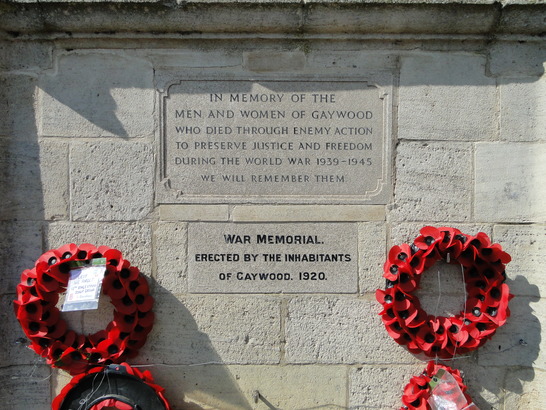 IN MEMORY OF THE
MEN AND WOMEN OF GAYWOOD
WHO DIED THROUGH ENEMY ACTION
TO PRESERVE JUSTICE AND FREEDOM
DURING THE WORLD WAR 1939-1945
WE WILL REMEMBER THEM
WAR MEMORIAL.
ERECTED BY THE INHABITANTS
OF GAYWOOD. 1920.